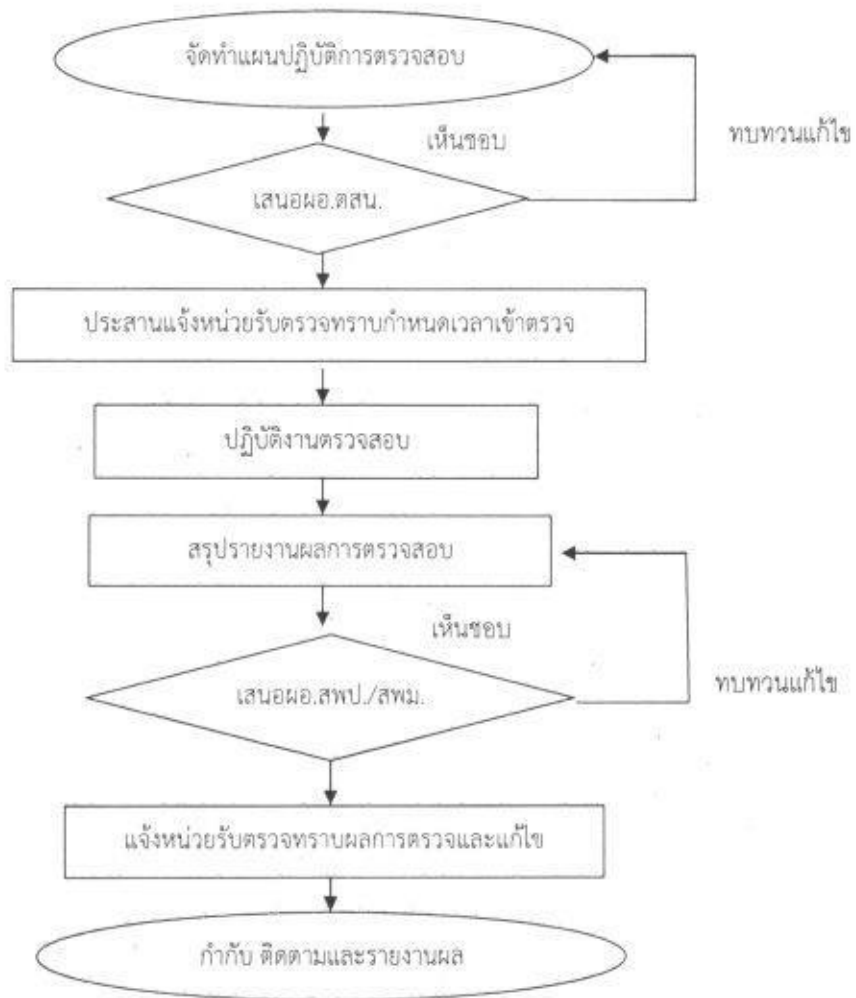 จัดทำแผนปฏิบัติการตรวจสอบ
เห็นชอบ
ทบทวนแก้ไข
เสนอผอ.ตสน.
ประสานแจ้งหน่วยรับตรวจทราบกำหนดเวลาเข้าตรวจ
ปฏิบัติงานตรวจสอบ
สรุปรายงานผลการตรวจสอบ
เห็นชอบ
ทบทวนแก้ไข
เสนอผอ.สพป./สพม.
แจ้งหน่วยรับตรวจทราบผลการตรวจและแก้ไข
กำกับ ติดตามและรายงานผล